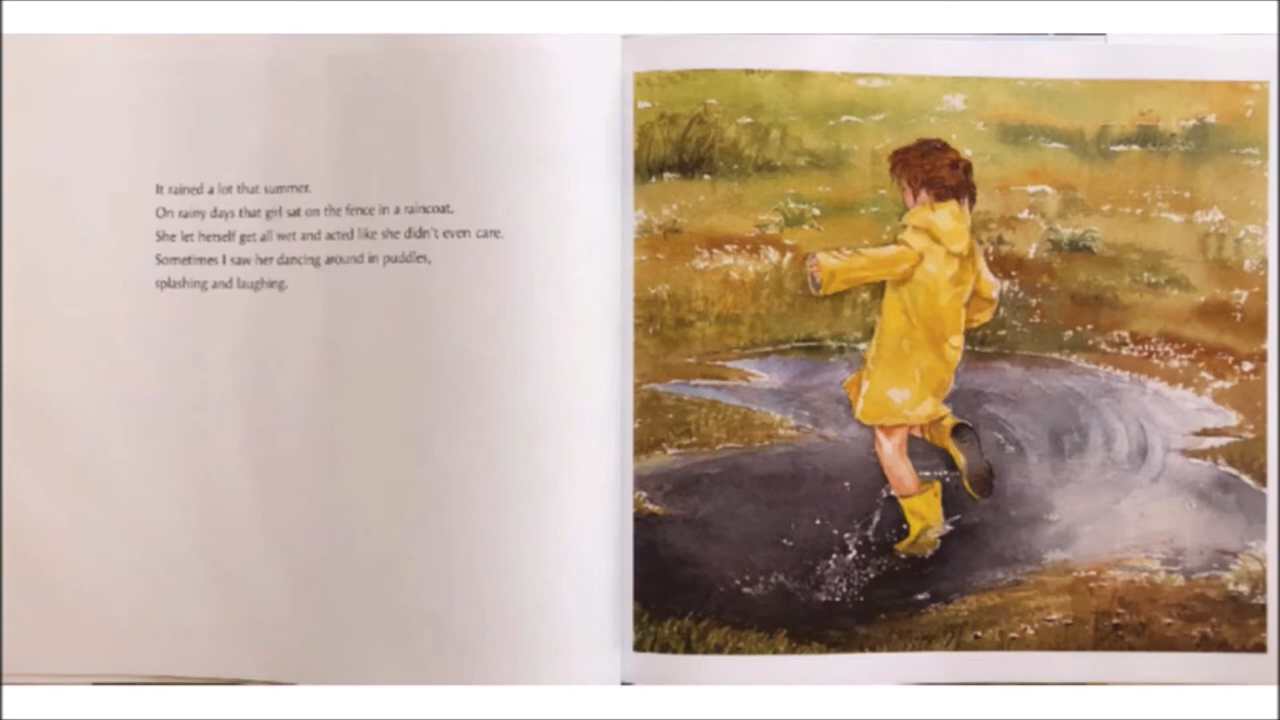 It rained a lot that summer.
On rainy days that girl sat on the fence in a raincoat.
She let herself get all wet and acted like she didn't even care.
Sometimes I saw her dancing around in puddles,
splashing and laughing.